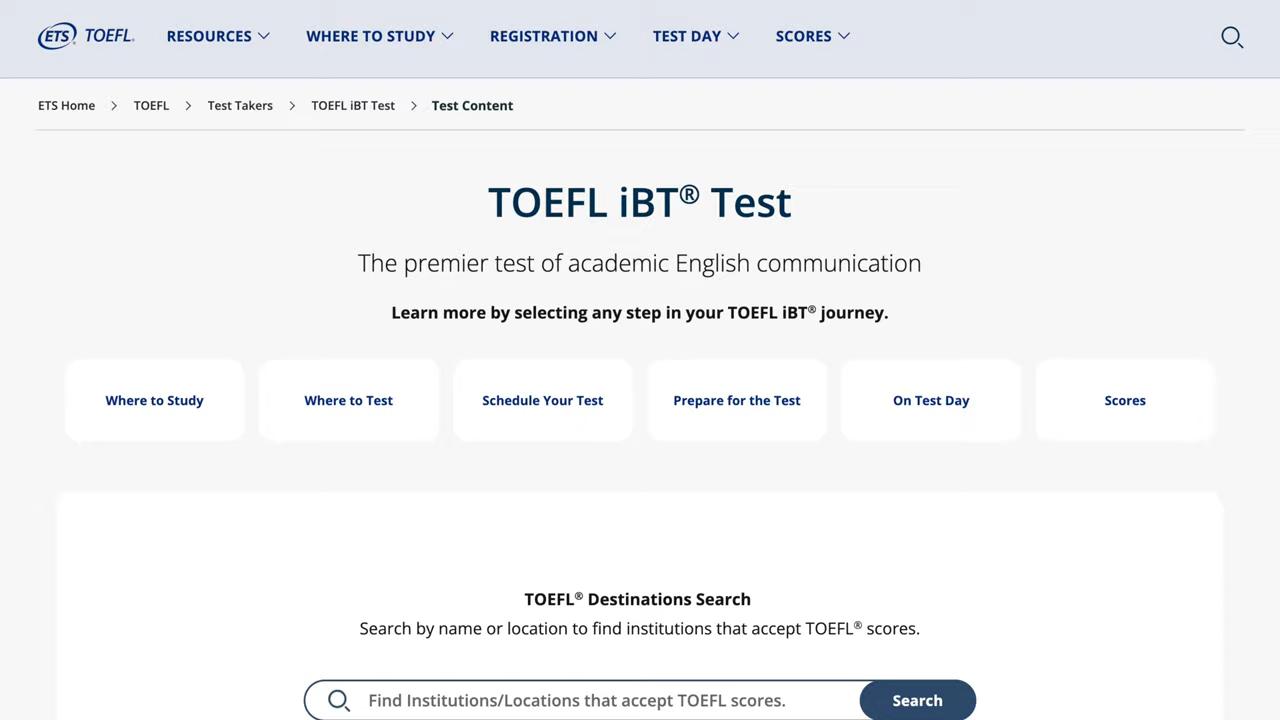 ETS TOEFL RESOURCES WHERE TO STUDY REGISTRATION TEST DAY SCORES
ETS Home TOEFL Test Takers TOEFL iBT Test Test Content
TOEFL iBT® Test
The premier test of academic English communication
Learn more by selecting any step in your TOEFL iBT® journey.
Where to Study Where to Test Schedule Your Test Prepare for the Test On Test Day Scores
TOEFL® Destinations Search
Search by name or location to find institutions that accept TOEFL® scores.
Find Institutions/Locations that accept TOEFL scores. Search